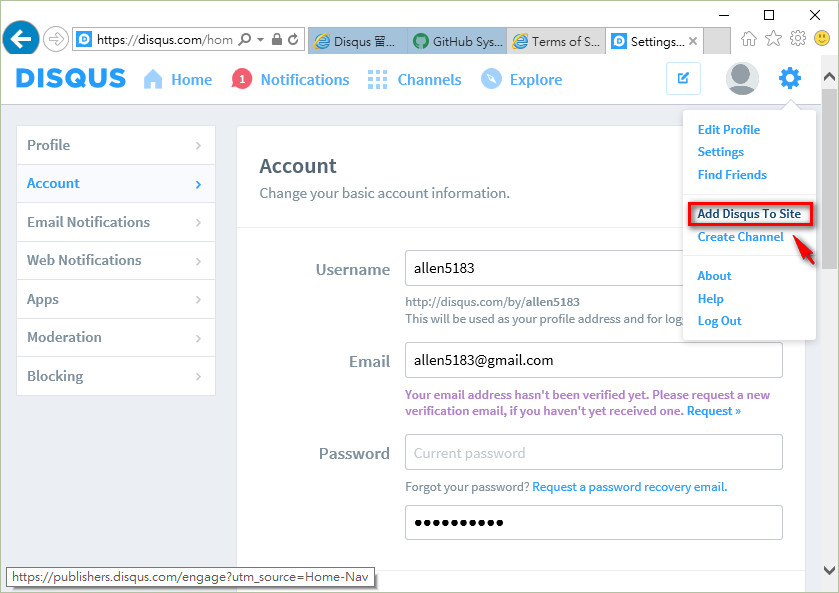 https://disqus.com/hom
Disqus 留...
GitHub Sys...
Terms of S...
Settings...
DISQUS
Home
1
Notifications
Channels
Explore
Edit Profile
Settings
Find Friends
Add Disqus To Site
Create Channel
About
Help
Log Out
Profile
Account
Email Notifications
Web Notifications
Apps
Moderation
Blocking
Account
Change your basic account information.
Username
allen5183
http://disqus.com/by/allen5183
This will be used as your profile address and for log
Email
allen5183@gmail.com
Your email address hasn't been verified yet. Please request a new
verification email, if you haven't yet received one. Request »
Password
Current password
Forgot your password? Request a password recovery email.
https://publishers.disqus.com/engage?utm_source=Home-Nav